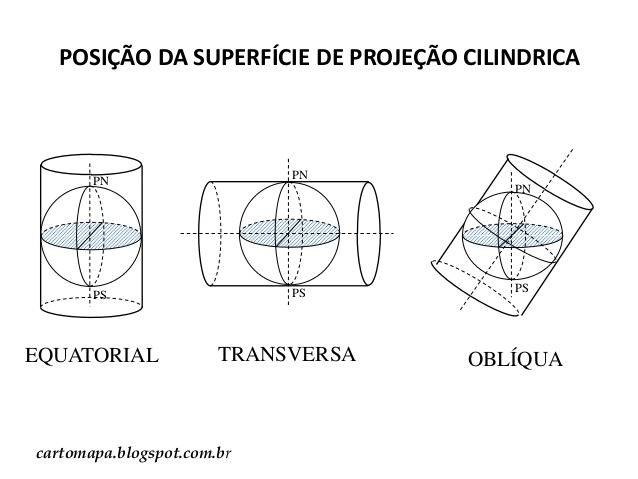 POSIÇÃO DA SUPERFÍCIE DE PROJEÇÃO CILINDRICA
PN
PS
EQUATORIAL
PN
PS
TRANSVERSA
PN
PS
OBLÍQUA
cartomapa.blogspot.com.br